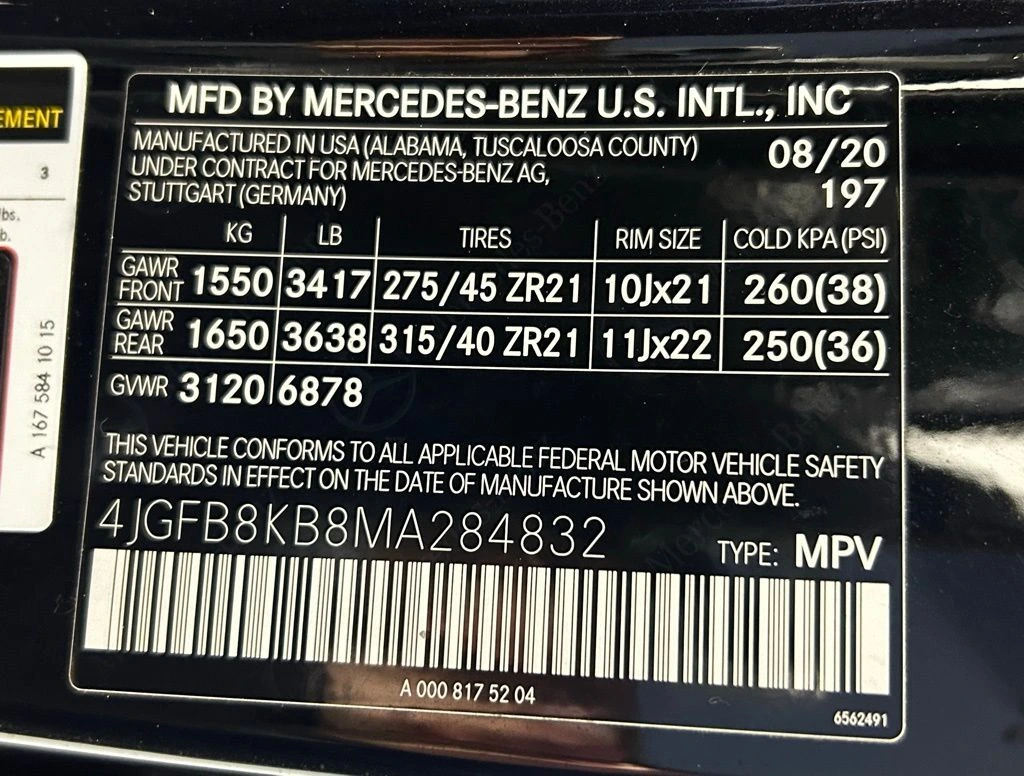 EMENT
3
lbs.
b.
A 167 584 10 15
MFD BY MERCEDES-BENZ U.S. INTL., INC
MANUFACTURED IN USA (ALABAMA, TUSCALOOSA COUNTY) 08/20
UNDER CONTRACT FOR MERCEDES-BENZ AG,
STUTTGART (GERMANY) 197
KG LB TIRES RIM SIZE COLD KPA (PSI)
GAWR FRONT 1550 3417 275/45 ZR21 10Jx21 260(38)
GAWR REAR 1650 3638 315/40 ZR21 11Jx22 250(36)
GVWR 3120 6878
THIS VEHICLE CONFORMS TO ALL APPLICABLE FEDERAL MOTOR VEHICLE SAFETY
STANDARDS IN EFFECT ON THE DATE OF MANUFACTURE SHOWN ABOVE.
4JGFB8KB8MA284832 TYPE: MPV
A 000 817 52 04
6562491